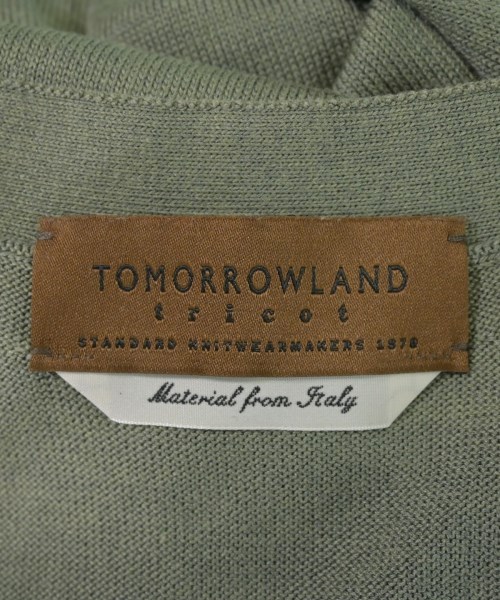 TOMORROWLAND
tricot
STANDARD KNITWEARMAKERS 1978
Material from Italy